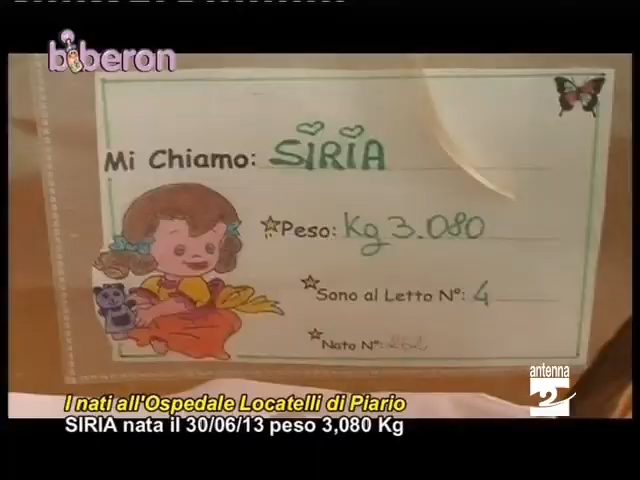 biberon
Mi Chiamo: SIRIA
Peso: Kg 3.080
Sono al Letto N°: 4
Nato N°:
antenna
2
I nati all'Ospedale Locatelli di Piario
SIRIA nata il 30/06/13 peso 3,080 Kg